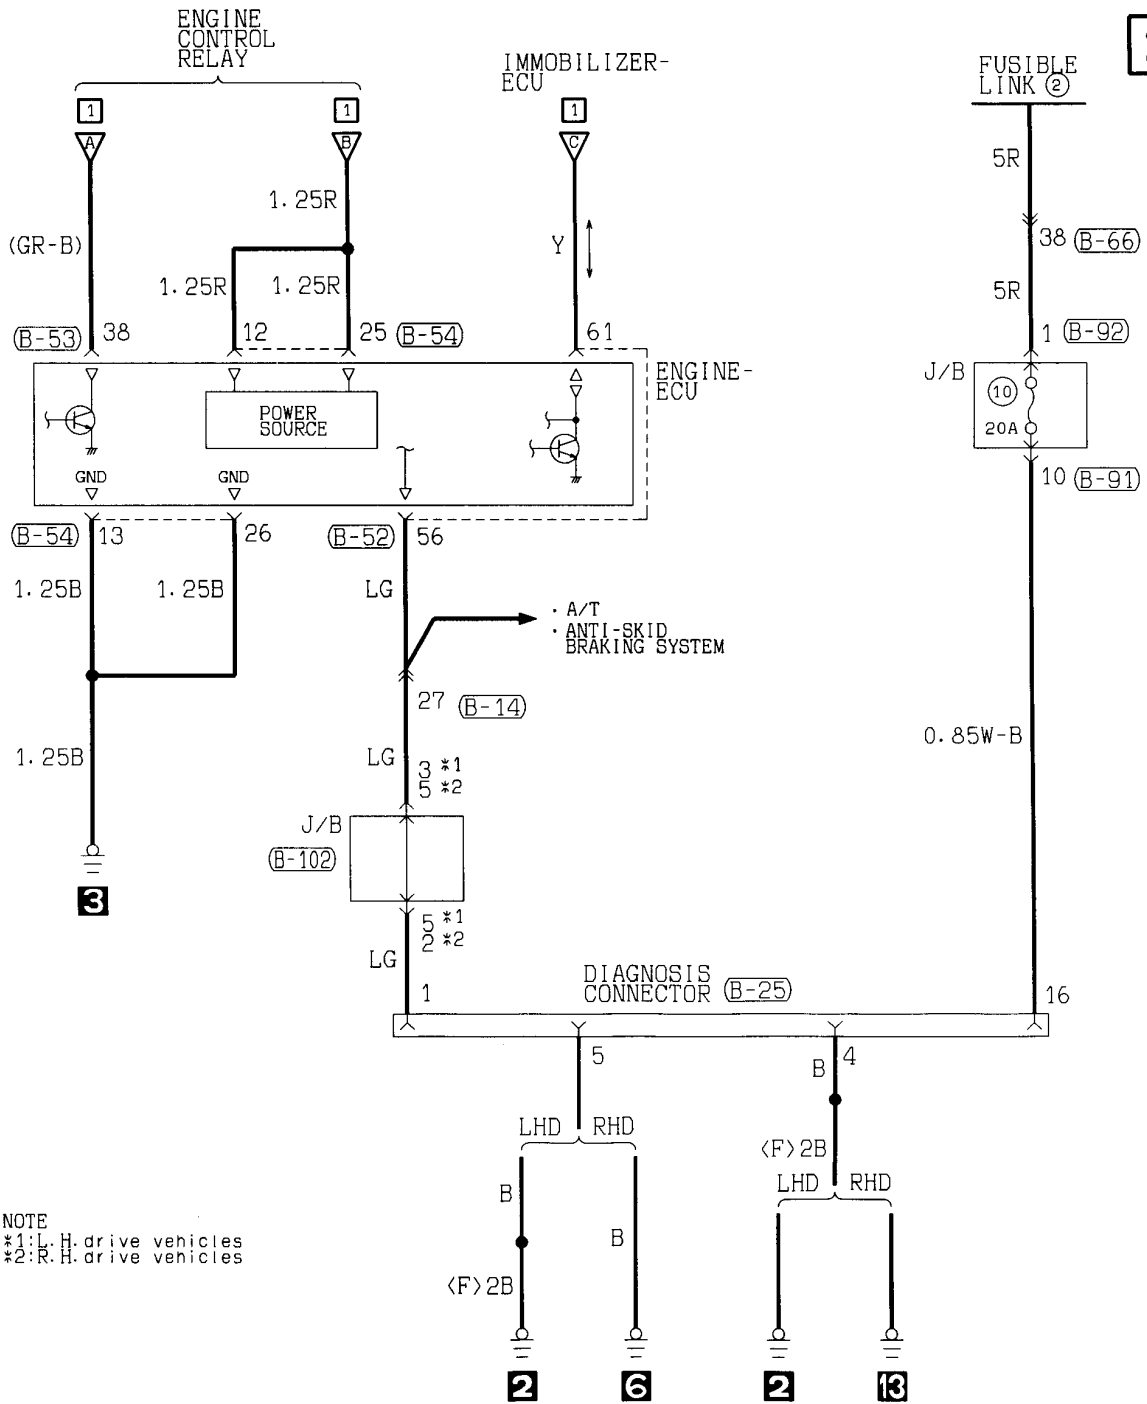 ENGINE
CONTROL
RELAY
IMMOBILIZER-
ECU
FUSIBLE
LINK ②
1
1
1
A
B
C
5R
1.25R
(GR-B)
Y
38 (B-66)
1.25R
1.25R
5R
(B-53) 38
12
25 (B-54)
61
1 (B-92)
ENGINE-
ECU
J/B
POWER
SOURCE
10
20A
GND
GND
10 (B-91)
(B-54) 13
26
(B-52) 56
1.25B
1.25B
LG
· A/T
· ANTI-SKID
BRAKING SYSTEM
27 (B-14)
0.85W-B
1.25B
LG
3 *1
5 *2
J/B
(B-102)
3
5 *1
2 *2
LG
DIAGNOSIS
CONNECTOR (B-25)
1
16
5
4
B
LHD RHD
<F>2B
LHD RHD
B
B
<F>2B
NOTE
*1:L.H.drive vehicles
*2:R.H.drive vehicles
2
6
2
13